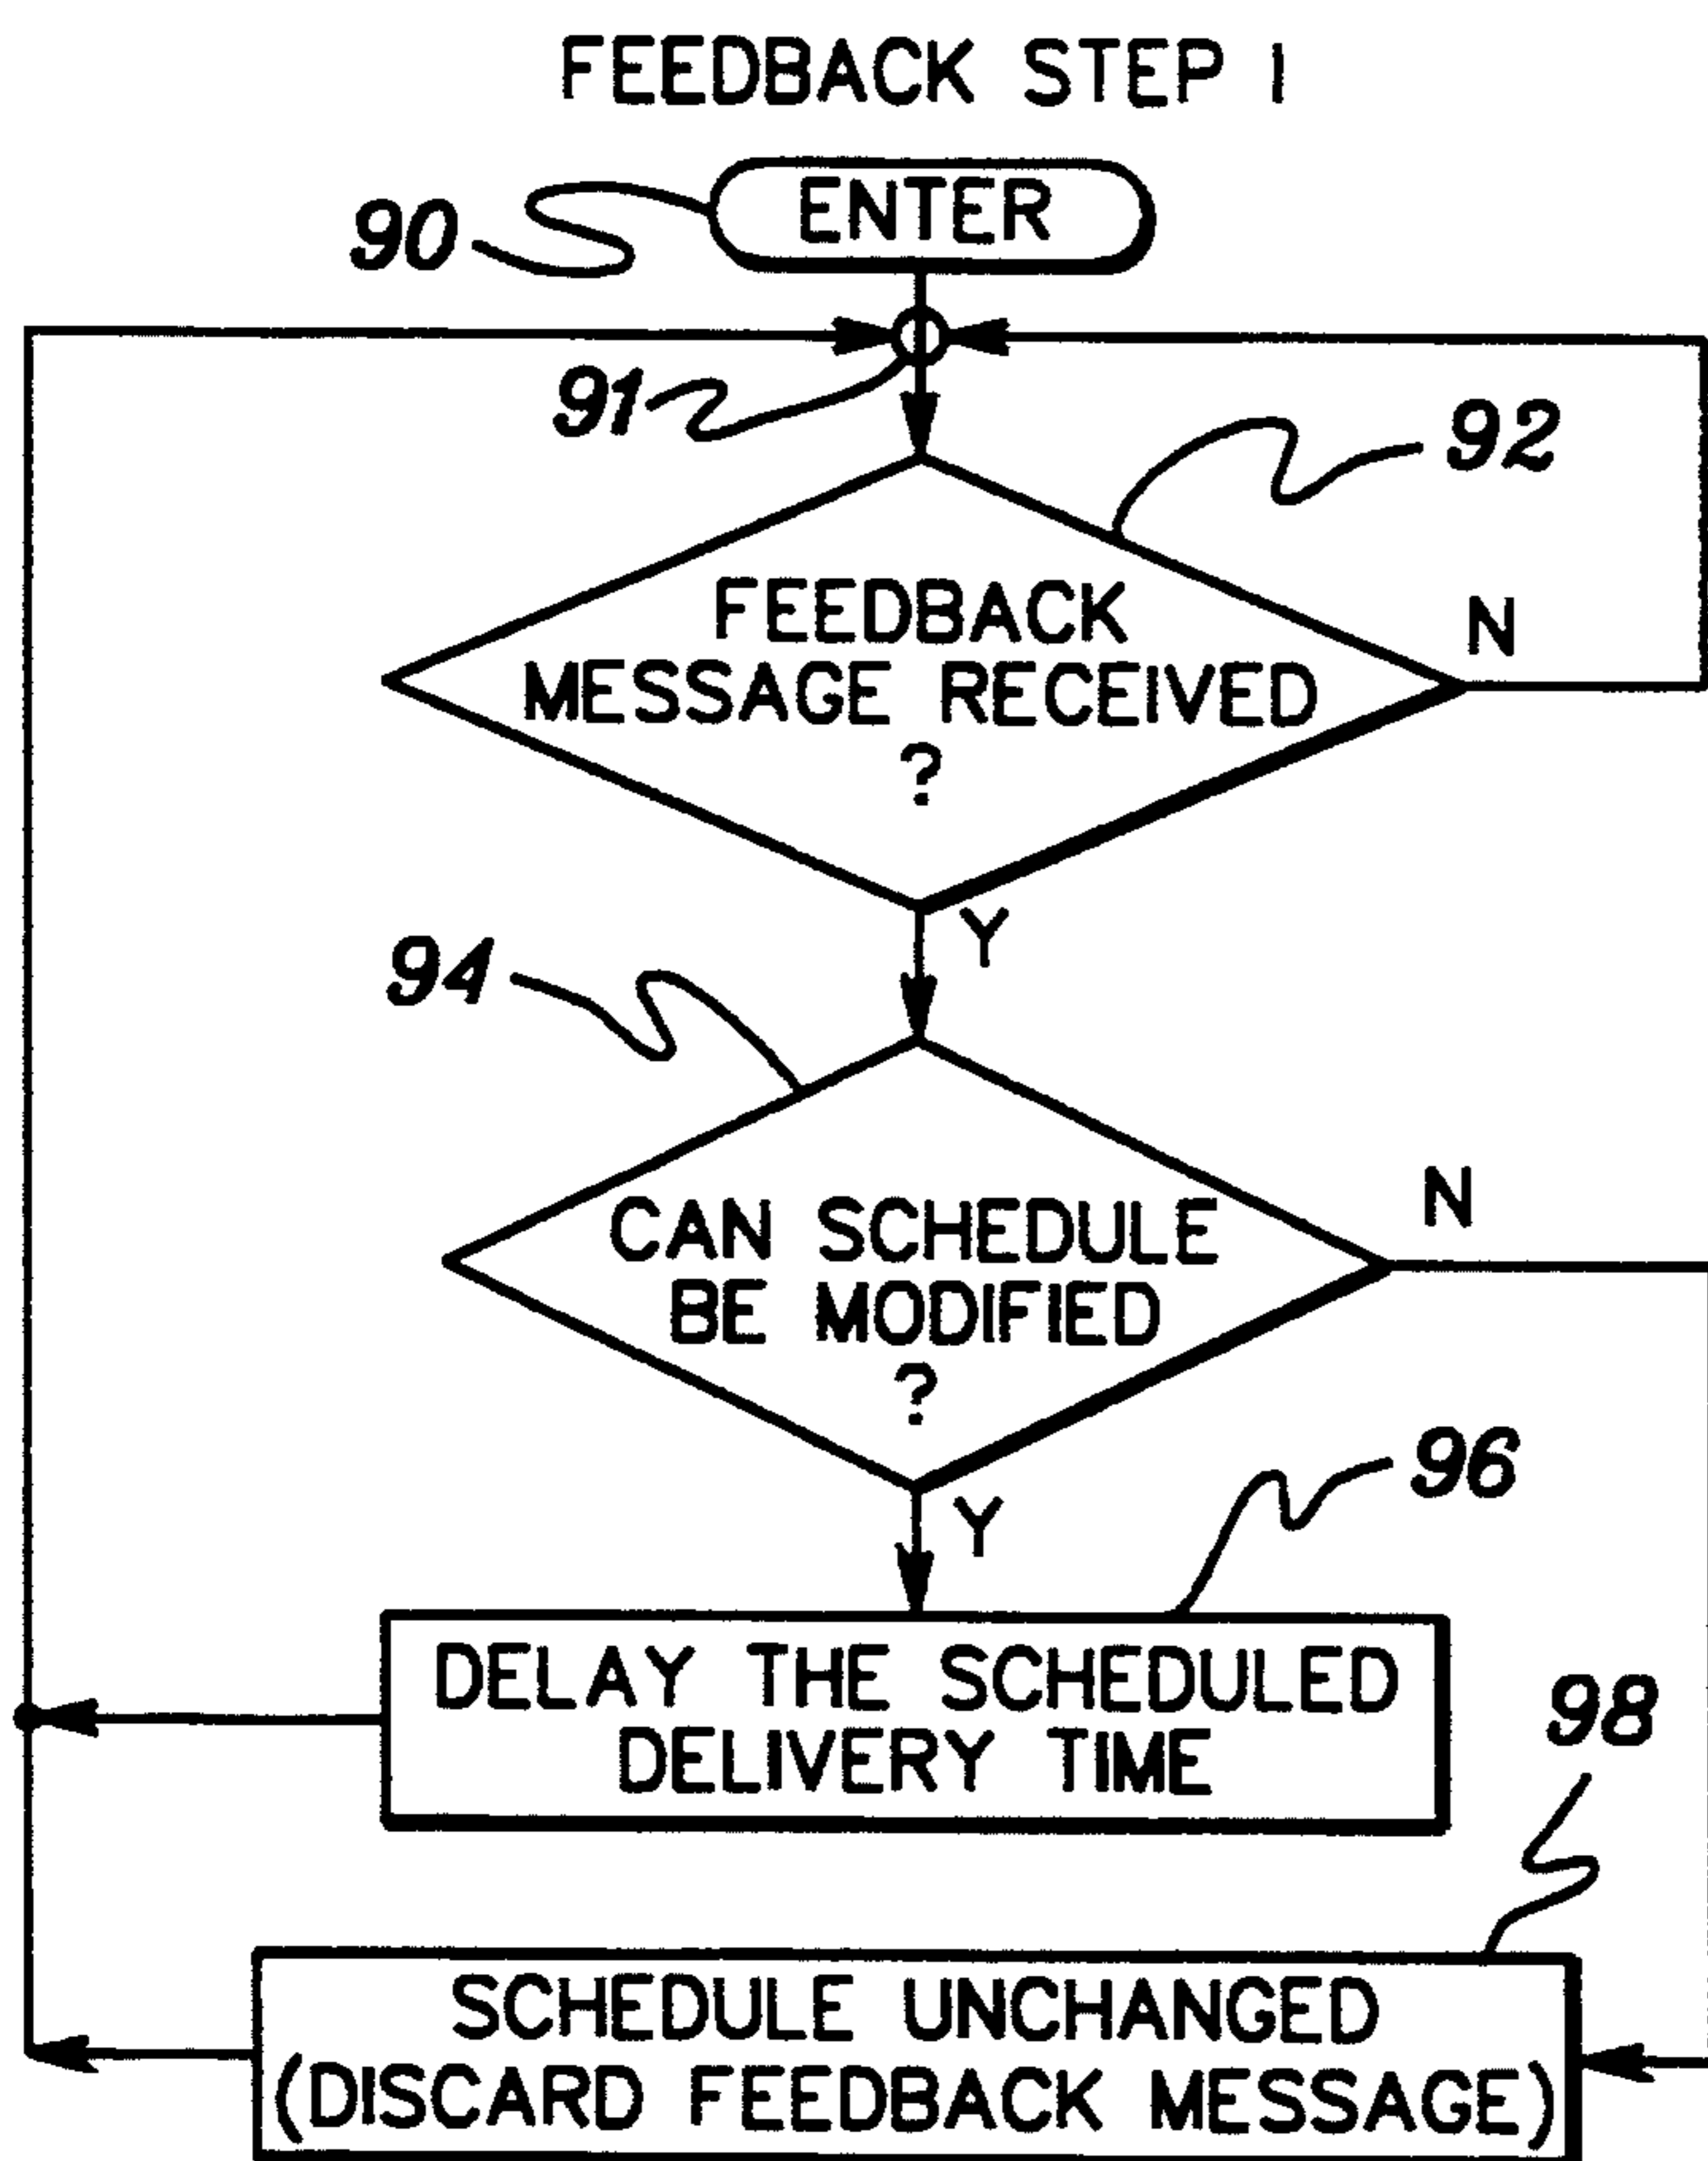 FEEDBACK STEP 1
ENTER
90
91
92
FEEDBACK
MESSAGE RECEIVED
?
N
Y
94
CAN SCHEDULE
BE MODIFIED
?
N
Y
96
DELAY THE SCHEDULED
DELIVERY TIME
98
SCHEDULE UNCHANGED
(DISCARD FEEDBACK MESSAGE)